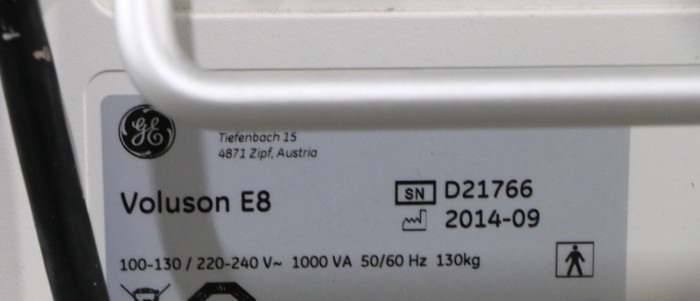 GE
Tiefenbach 15
4871 Zipf, Austria
Voluson E8
SN D21766
2014-09
100-130 / 220-240 V~ 1000 VA 50/60 Hz 130kg